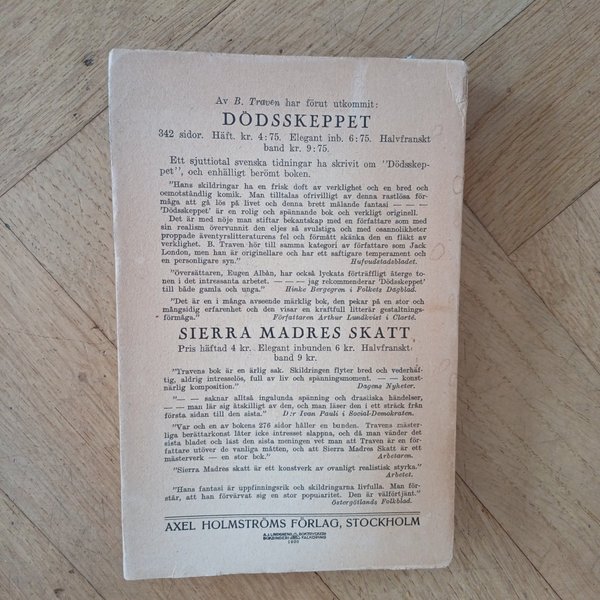 Av B. Traven har förut utkommit:
DÖDSSKEPPET
342 sidor. Häft. kr. 4:75. Elegant inb. 6:75. Halvfranskt
band kr. 9:75.
Ett sjuttiotal svenska tidningar ha skrivit om "Dödsskep-
pet", och enhälligt berömt boken.
"Hans skildringar ha en frisk doft av verklighet och en bred och
oemotståndlig komik. Man tilltalas ofrivilligt av denna rastlösa förmå-
måga att gå lös på livet och denna brett målande fantasi — — —
'Dödsskeppet' är en rolig och spännande bok och verkligt originell.
Det är med nöje man stiftar bekantskap med en författare som med
sin realism övervunnit den eljes så svulstiga och med osannolikheter
proppade äventyrslitteraturens fel och förmått skänka den en fläkt av
verklighet. B. Traven hör till samma kategori av författare som Jack
London, men han är originellare och har ett saftigare temperament och
en personligare syn." Hufvudstadsbladet.
"Översättaren, Eugen Albán, har också lyckats förträffligt återge to-
nen i det intressanta arbetet. — — — jag rekommenderar 'Dödsskeppet'
till både gamla och unga." Hinke Bergegren i Folkets Dagblad.
"Det är en i många avseende märklig bok, den pekar på en stor och
mångsidig erfarenhet och den visar en kraftfull litterär gestaltnings-
förmåga." Författaren Arthur Lundkvist i Clarté.
SIERRA MADRES SKATT
Pris häftad 4 kr. Elegant inbunden 6 kr. Halvfranskt
band 9 kr.
"Travens bok är en ärlig sak. Skildringen flyter bred och vederhäf-
tig, aldrig intresselös, full av liv och spänningsmoment. — — konst-
närlig komposition." Dagens Nyheter.
"— — saknar alltså ingalunda spänning och drastiska händelser,
— — man lär sig åtskilligt av den, och man läser den i ett sträck från
första sidan till den sista." D:r Ivan Pauli i Social-Demokraten.
"Var och en av bokens 276 sidor håller en bunden. Travens mäster-
liga berättarkonst låter icke intresset slappna, och då man vänder det
sista bladet och läst den sista meningen vet man att Traven är en för-
fattare utöver de vanliga måtten, och att Sierra Madres Skatt är ett
mästerverk — en stor bok." Arbetaren.
"Sierra Madres skatt är ett konstverk av ovanligt realistisk styrka."
Arbetet.
"Hans fantasi är uppfinningsrik och skildringarna livfulla. Man för-
står, att han förvärvat sig en stor popularitet. Den är välförtjänt."
Östergötlands Folkblad.
AXEL HOLMSTRÖMS FÖRLAG, STOCKHOLM